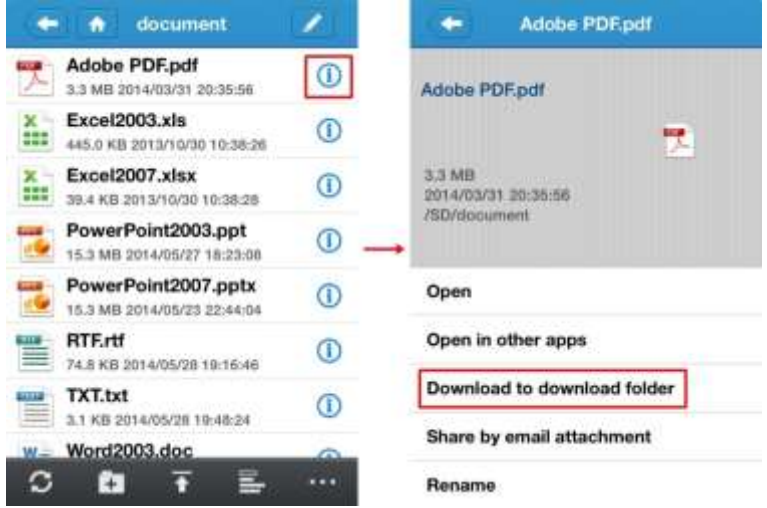 document
Adobe PDF.pdf
3.3 MB 2014/03/31 20:35:56
Excel2003.xls
445.0 KB 2013/10/30 10:38:26
Excel2007.xlsx
39.4 KB 2013/10/30 10:38:28
PowerPoint2003.ppt
15.3 MB 2014/05/27 18:23:08
PowerPoint2007.pptx
15.3 MB 2014/05/23 22:44:04
RTF.rtf
74.8 KB 2014/05/28 19:16:46
TXT.txt
3.1 KB 2014/05/28 19:48:24
Word2003.doc
Adobe PDF.pdf
Adobe PDF.pdf
3.3 MB
2014/03/31 20:35:56
/SD/document
Open
Open in other apps
Download to download folder
Share by email attachment
Rename